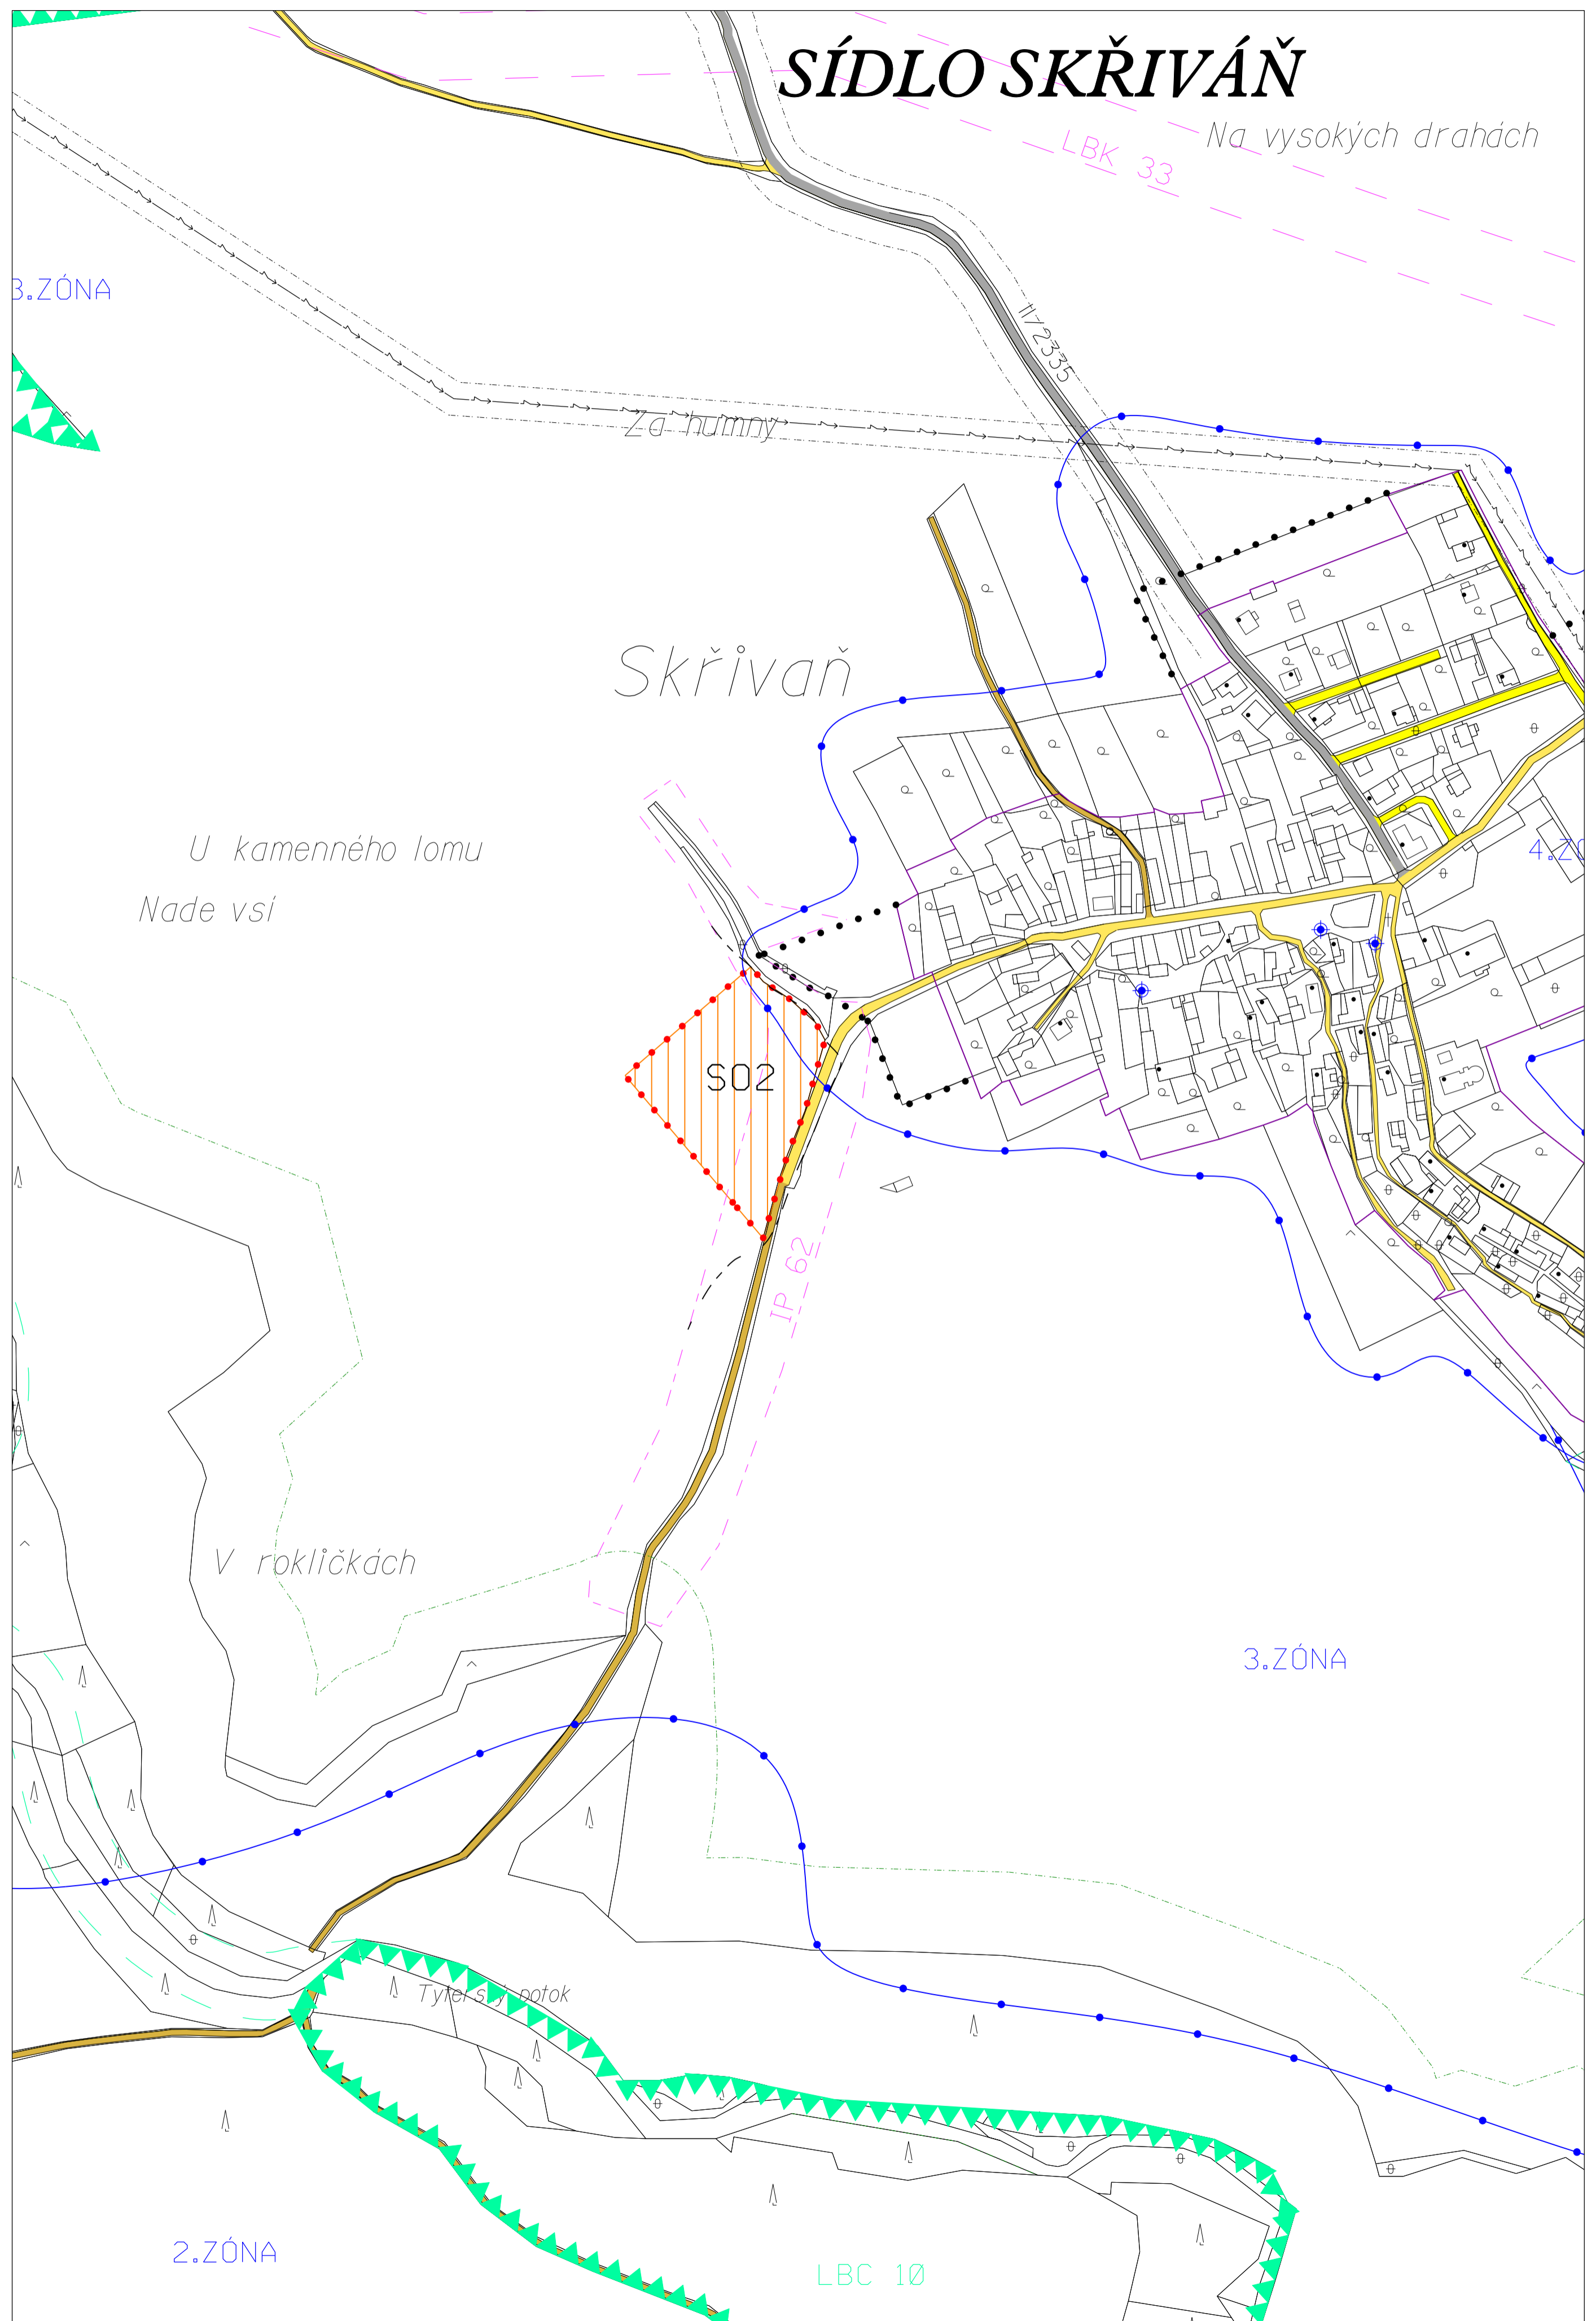 SÍDLO SKŘIVÁŇ
Na vysokých drahách
LBK 33
3.ZÓNA
II/2335
Za humny
Skřivaň
U kamenného lomu
4.ZÓ
Nade vsí
S02
IP 62
V rokličkách
3.ZÓNA
Tyterský potok
2.ZÓNA
LBC 10